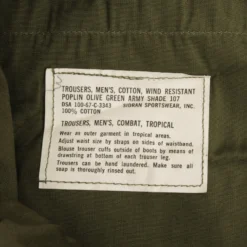 TROUSERS, MEN'S, COTTON, WIND RESISTANT
POPLIN OLIVE GREEN ARMY SHADE 107
DSA 100-67-C-3343 HORAN SPORTSWEAR, INC.
100% COTTON
TROUSERS, MEN'S, COMBAT, TROPICAL
Wear as outer garment in tropical areas.
Adjust waist size by straps on sides of waistband.
Blouse trouser cuffs outside of boots by means of
drawstring at bottom of each trouser leg.
Trousers can be hand laundered. Make sure all
soap is thoroughly rinsed out.